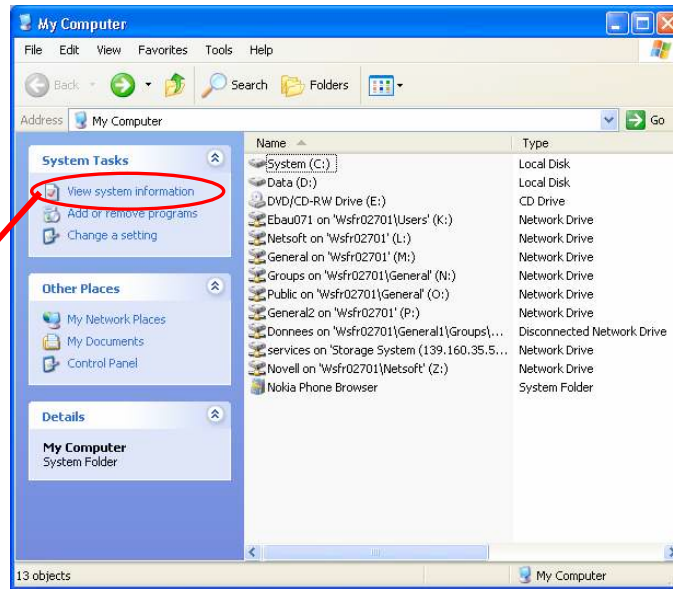 My Computer
File Edit View Favorites Tools Help
Back Search Folders
Address My Computer Go
System Tasks
View system information
Add or remove programs
Change a setting
Other Places
My Network Places
My Documents
Control Panel
Details
My Computer
System Folder
Name Type
System (C:) Local Disk
Data (D:) Local Disk
DVD/CD-RW Drive (E:) CD Drive
Ebau071 on 'Wsfr02701\Users' (K:) Network Drive
Netsoft on 'Wsfr02701' (L:) Network Drive
General on 'Wsfr02701' (M:) Network Drive
Groups on 'Wsfr02701\General' (N:) Network Drive
Public on 'Wsfr02701\General' (O:) Network Drive
General2 on 'Wsfr02701' (P:) Network Drive
Donnees on 'Wsfr02701\General1\Groups\... Disconnected Network Drive
services on 'Storage System (139.160.35.5... Network Drive
Novell on 'Wsfr02701\Netsoft' (Z:) Network Drive
Nokia Phone Browser System Folder
13 objects My Computer